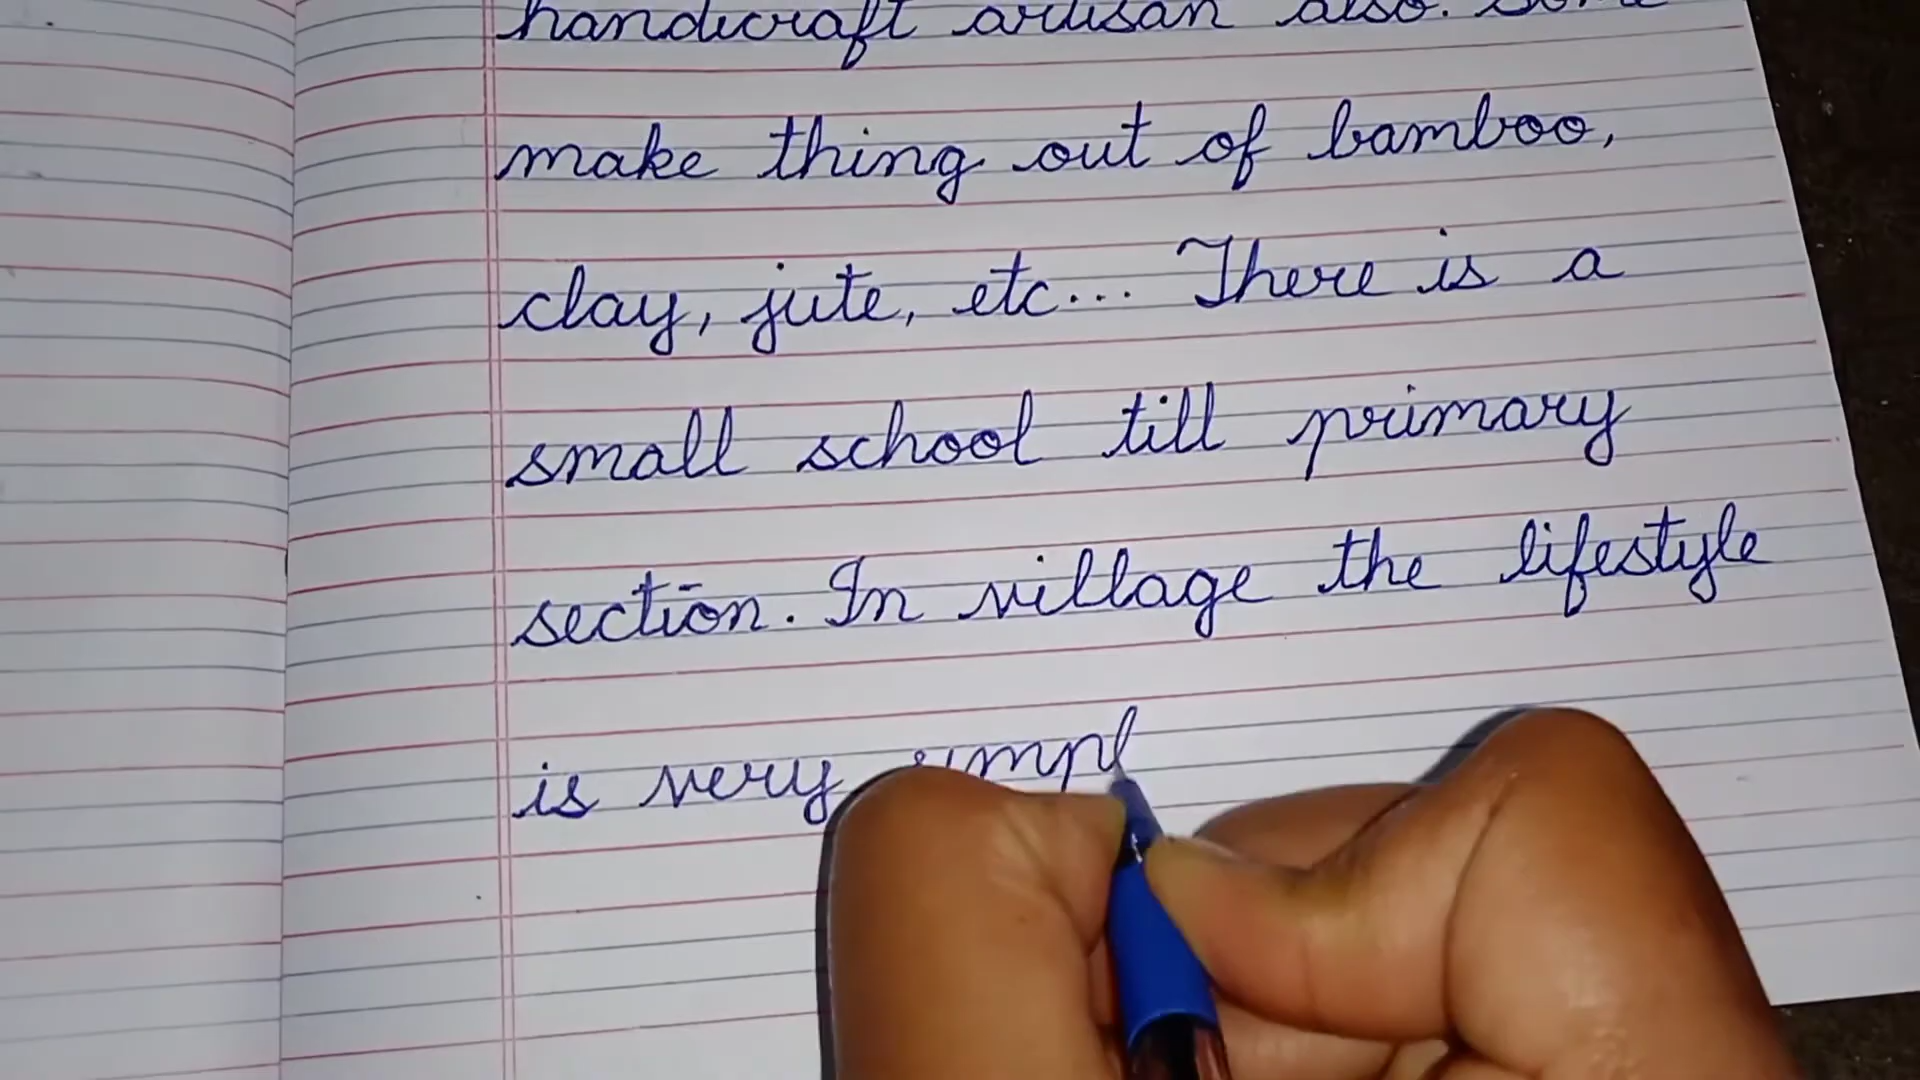 handicraft artisan also. Some
make thing out of bamboo,
clay, jute, etc... There is a
small school till primary
section. In village the lifestyle
is very simpl